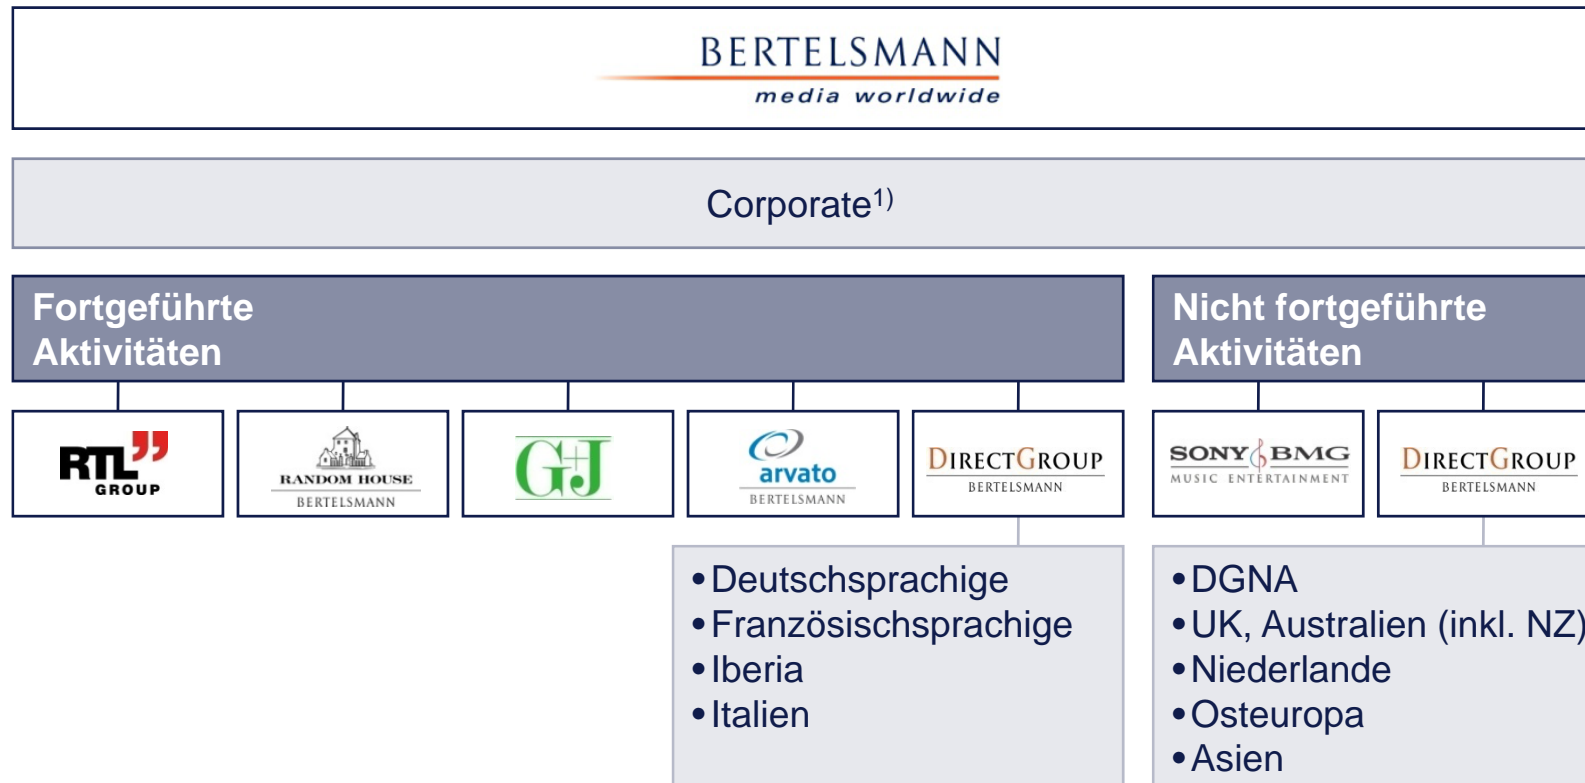 BERTELSMANN
media worldwide
Corporate1)
Fortgeführte
Aktivitäten
Nicht fortgeführte
Aktivitäten
RTL
GROUP
RANDOM HOUSE
BERTELSMANN
G+J
arvato
BERTELSMANN
DIRECTGROUP
BERTELSMANN
SONY BMG
MUSIC ENTERTAINMENT
DIRECTGROUP
BERTELSMANN
•Deutschsprachige
•Französischsprachige
•Iberia
•Italien
•DGNA
•UK, Australien (inkl. NZ)
•Niederlande
•Osteuropa
•Asien